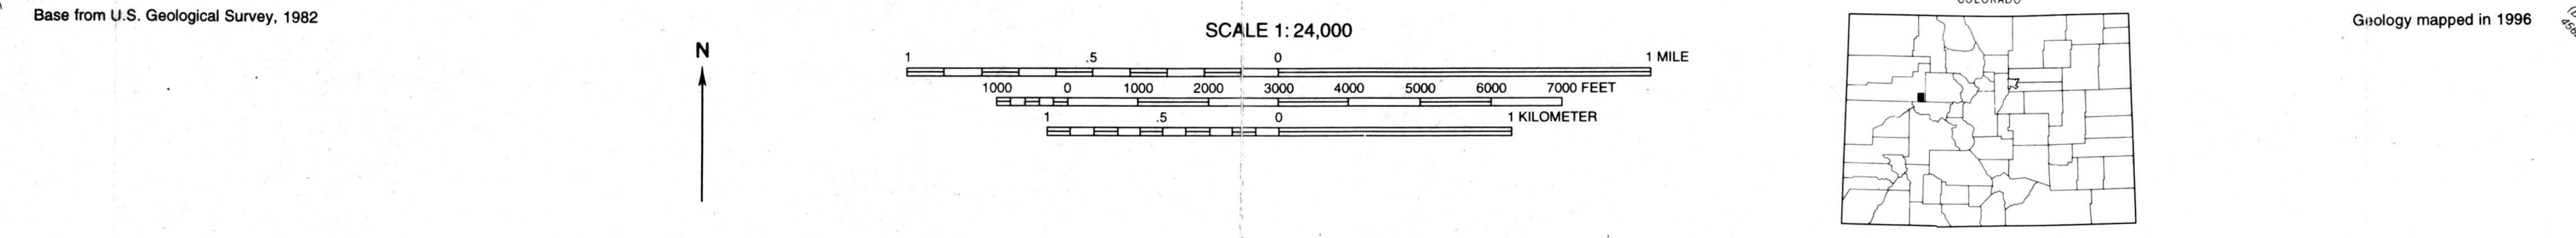 Base from U.S. Geological Survey, 1982
N
SCALE 1: 24,000
1 .5 0 1 MILE
1000 0 1000 2000 3000 4000 5000 6000 7000 FEET
1 .5 0 1 KILOMETER
COLORADO
Geology mapped in 1996